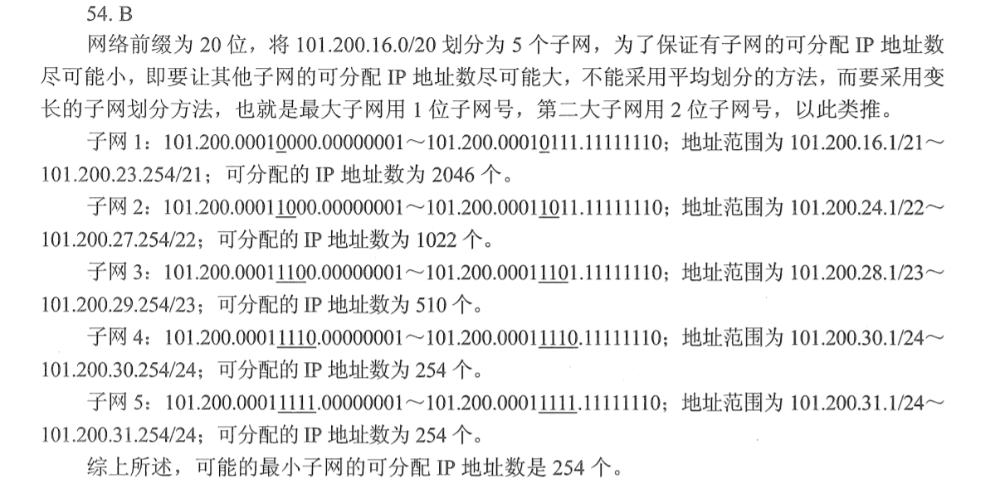 54. B
网络前缀为 20 位，将 101.200.16.0/20 划分为 5 个子网，为了保证有子网的可分配 IP 地址数
尽可能小，即要让其他子网的可分配 IP 地址数尽可能大，不能采用平均划分的方法，而要采用变
长的子网划分方法，也就是最大子网用 1 位子网号，第二大子网用 2 位子网号，以此类推。
子网 1：101.200.00010000.00000001～101.200.00010111.11111110；地址范围为 101.200.16.1/21～
101.200.23.254/21；可分配的 IP 地址数为 2046 个。
子网 2：101.200.00011000.00000001～101.200.00011011.11111110；地址范围为 101.200.24.1/22～
101.200.27.254/22；可分配的 IP 地址数为 1022 个。
子网 3：101.200.00011100.00000001～101.200.00011101.11111110；地址范围为 101.200.28.1/23～
101.200.29.254/23；可分配的 IP 地址数为 510 个。
子网 4：101.200.00011110.00000001～101.200.00011110.11111110；地址范围为 101.200.30.1/24～
101.200.30.254/24；可分配的 IP 地址数为 254 个。
子网 5：101.200.00011111.00000001～101.200.00011111.11111110；地址范围为 101.200.31.1/24～
101.200.31.254/24；可分配的 IP 地址数为 254 个。
综上所述，可能的最小子网的可分配 IP 地址数是 254 个。